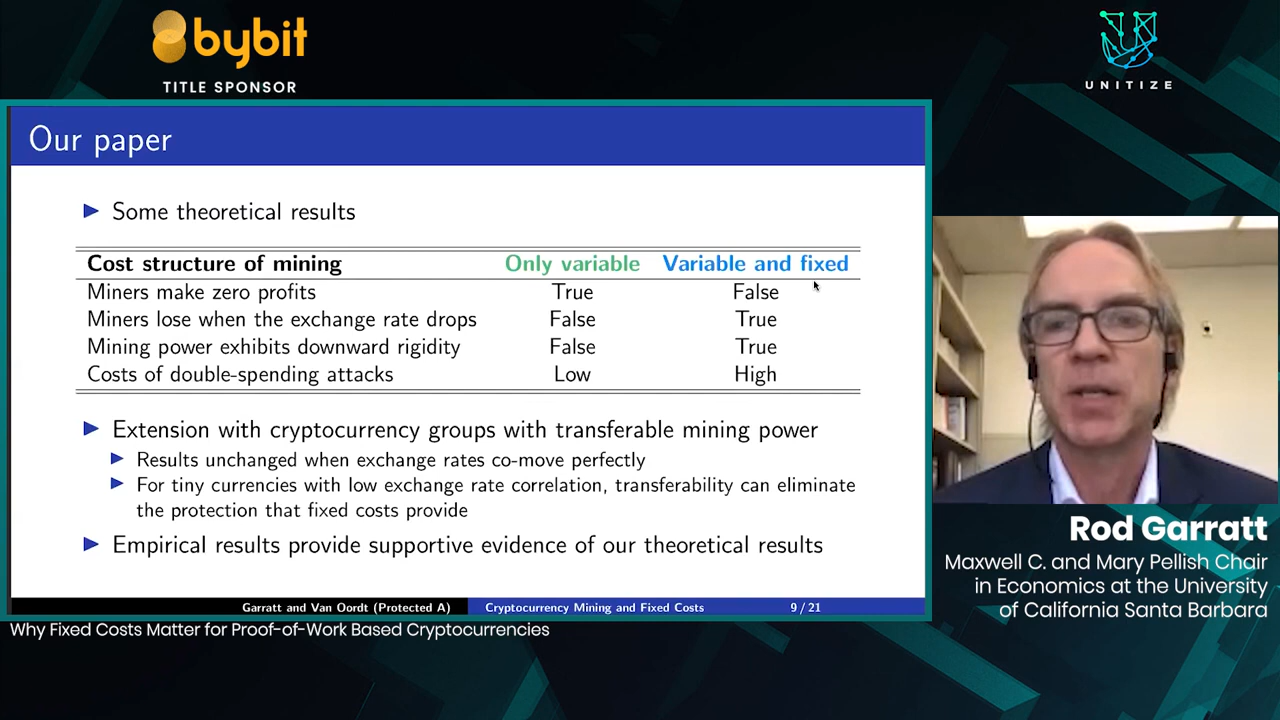 bybit
TITLE SPONSOR
UNITIZE
Our paper
Some theoretical results
Cost structure of mining Only variable Variable and fixed
Miners make zero profits True False
Miners lose when the exchange rate drops False True
Mining power exhibits downward rigidity False True
Costs of double-spending attacks Low High
Extension with cryptocurrency groups with transferable mining power
Results unchanged when exchange rates co-move perfectly
For tiny currencies with low exchange rate correlation, transferability can eliminate
the protection that fixed costs provide
Empirical results provide supportive evidence of our theoretical results
Garratt and Van Oordt (Protected A) Cryptocurrency Mining and Fixed Costs 9 / 21
Why Fixed Costs Matter for Proof-of-Work Based Cryptocurrencies
Rod Garratt
Maxwell C. and Mary Pellish Chair
in Economics at the University
of California Santa Barbara